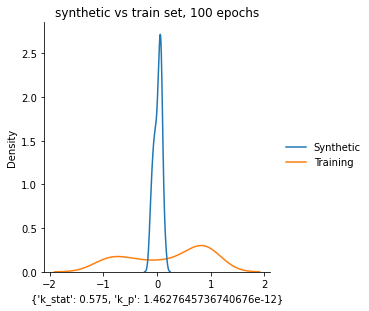 synthetic vs train set, 100 epochs
2.5
2.0
1.5
1.0
0.5
0.0
Density
−2
−1
0
1
2
{'k_stat': 0.575, 'k_p': 1.4627645736740676e-12}
Synthetic
Training